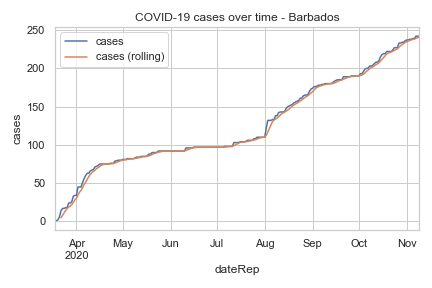 COVID-19 cases over time - Barbados
cases
cases (rolling)
250
200
150
100
50
0
cases
Apr
2020
May
Jun
Jul
Aug
Sep
Oct
Nov
dateRep